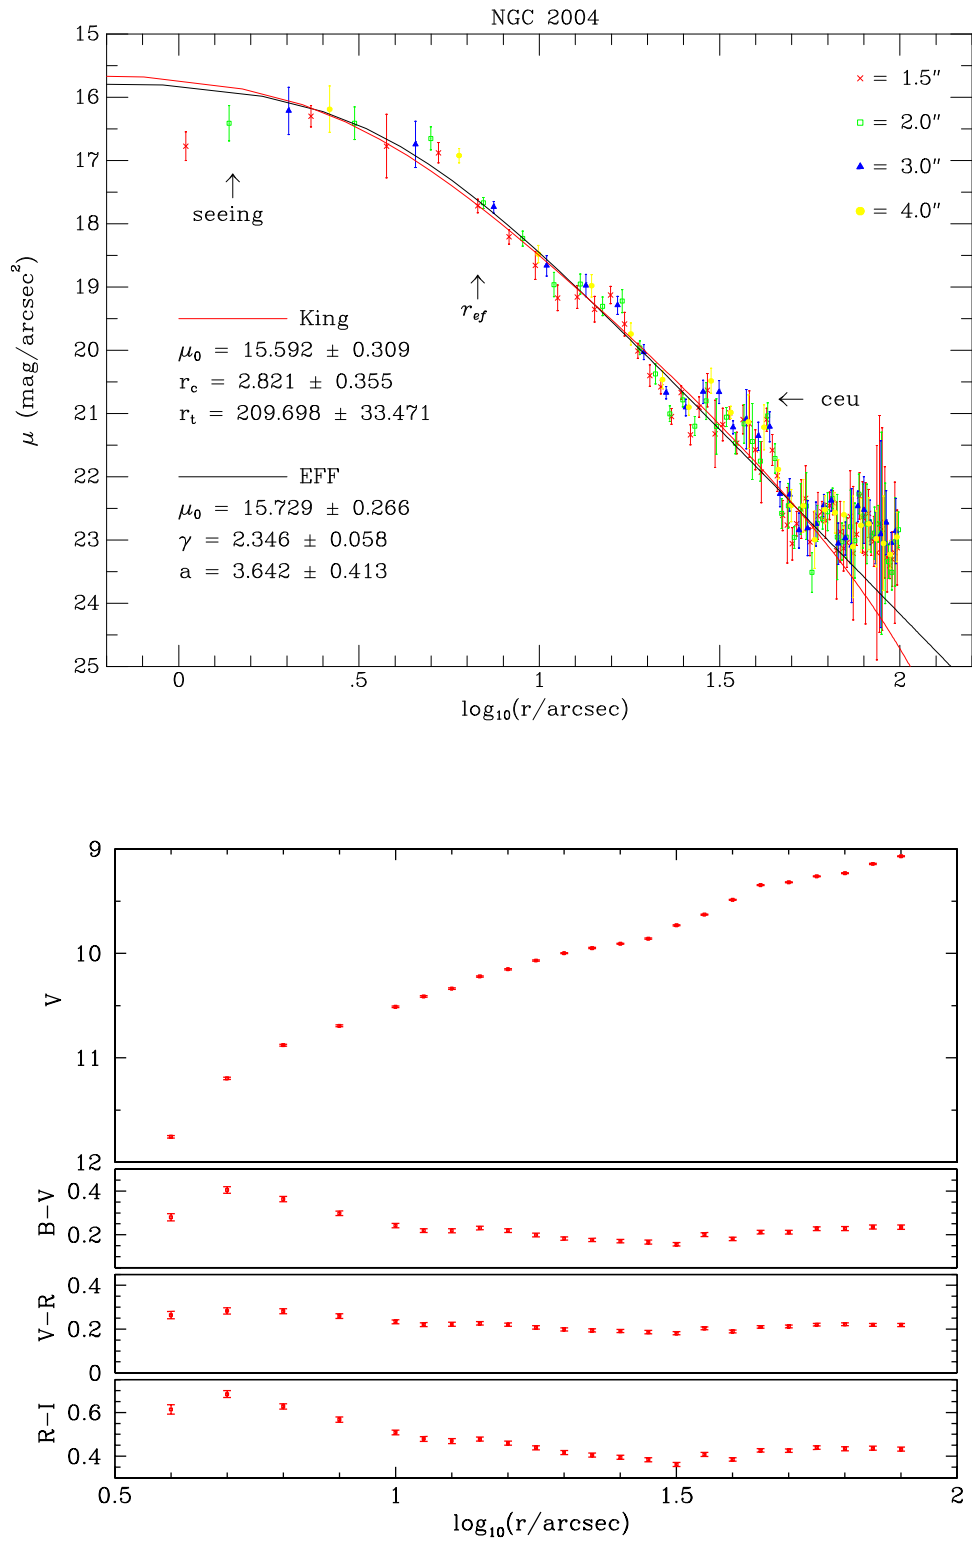 NGC 2004
15
16
17
18
19
20
21
22
23
24
25
μ (mag/arcsec²)
× = 1.5″
□ = 2.0″
▲ = 3.0″
● = 4.0″
seeing
r_ef
ceu
King
μ₀ = 15.592 ± 0.309
r_c = 2.821 ± 0.355
r_t = 209.698 ± 33.471
EFF
μ₀ = 15.729 ± 0.266
γ = 2.346 ± 0.058
a = 3.642 ± 0.413
0 .5 1 1.5 2
log₁₀(r/arcsec)
9
10
11
12
V
0.4
0.2
B−V
0.4
0.2
0
V−R
0.6
0.4
R−I
0.5 1 1.5 2
log₁₀(r/arcsec)